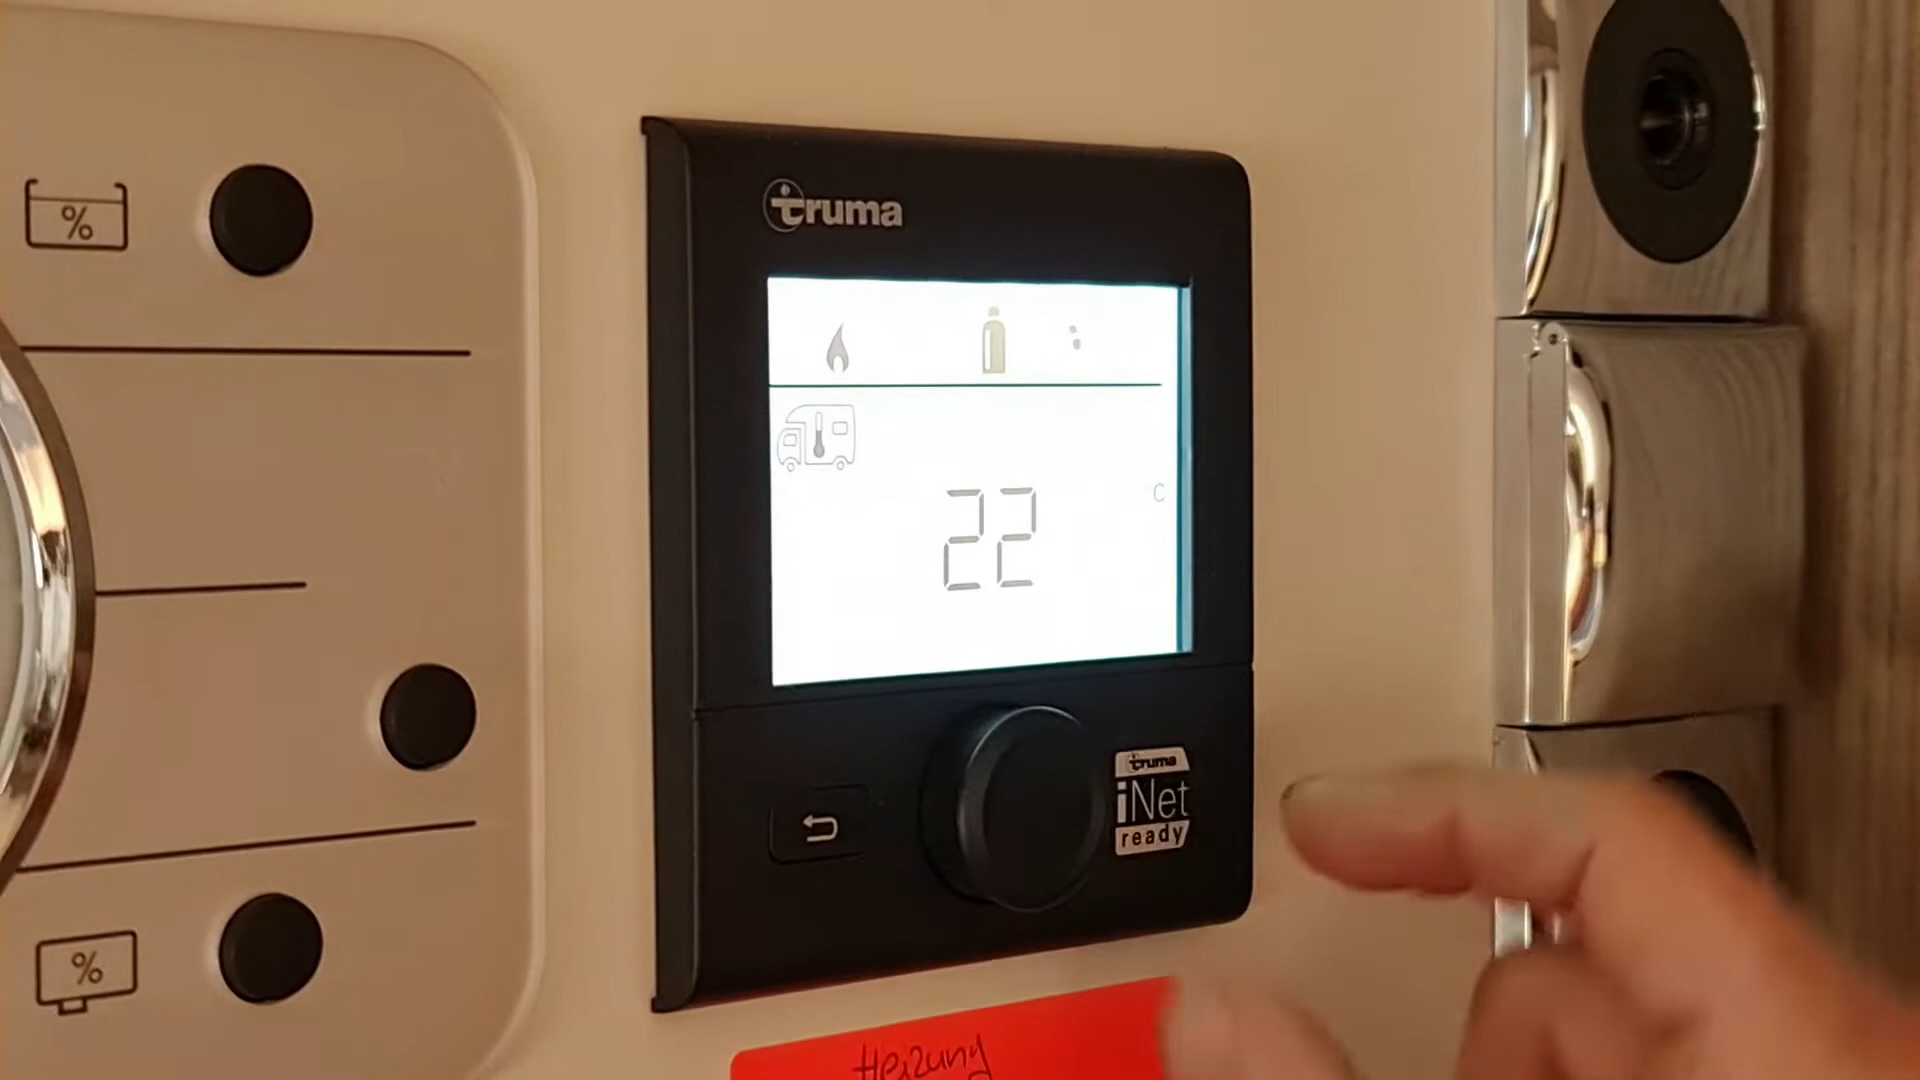 %
truma
C
22
truma
iNet
ready
%
Heizung